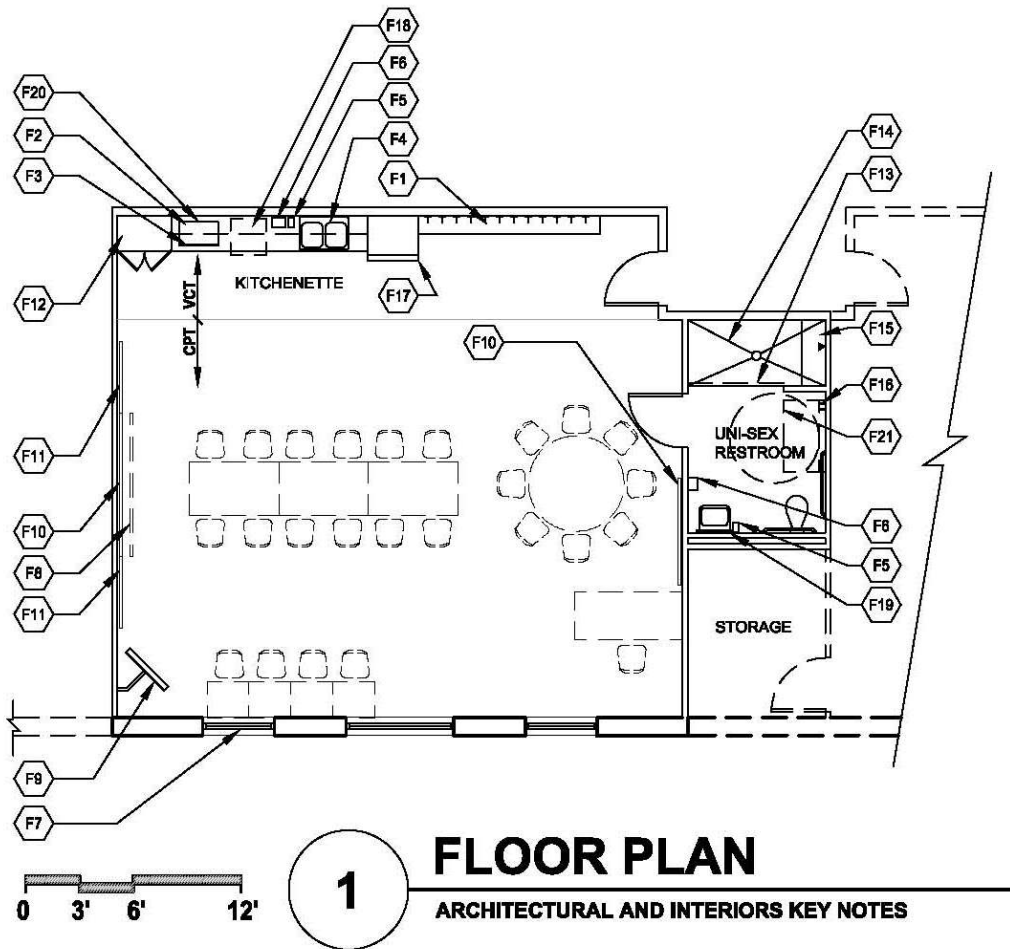 F18
F6
F5
F4
F1
F20
F2
F3
F14
F13
KITCHENETTE
F17
F12
VCT
CPT
F10
F15
F16
F21
UNI-SEX
RESTROOM
F11
F10
F8
F11
F6
F5
F19
STORAGE
F9
F7
0 3' 6' 12'
1
FLOOR PLAN
ARCHITECTURAL AND INTERIORS KEY NOTES